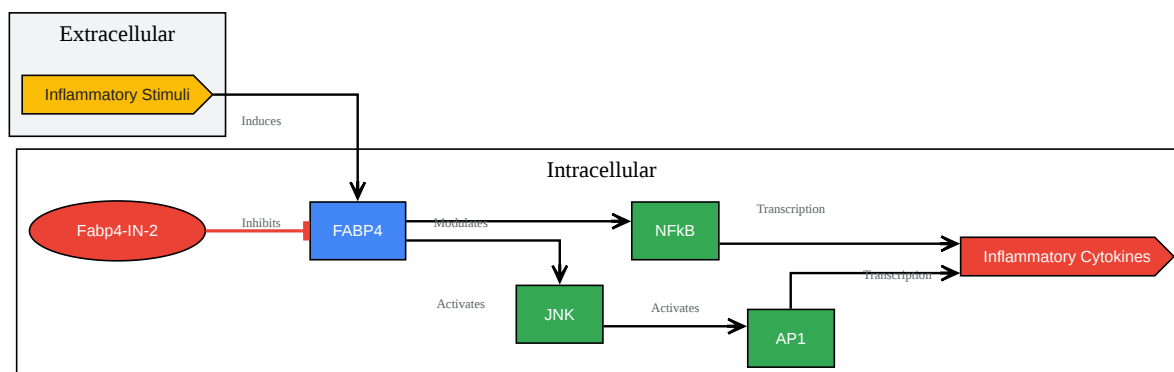 Extracellular
Inflammatory Stimuli
Induces
Intracellular
Fabp4-IN-2
Inhibits
FABP4
Modulates
NFkB
Transcription
Inflammatory Cytokines
Transcription
Activates
JNK
Activates
AP1